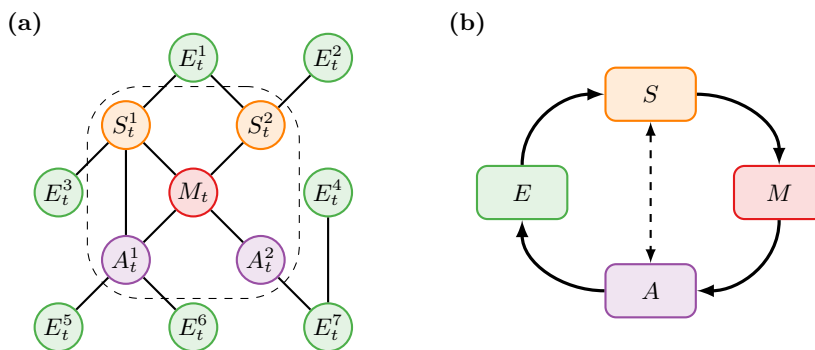 (a)
(b)
E_t^1
E_t^2
S_t^1
S_t^2
E_t^3
M_t
E_t^4
A_t^1
A_t^2
E_t^5
E_t^6
E_t^7
S
E
M
A